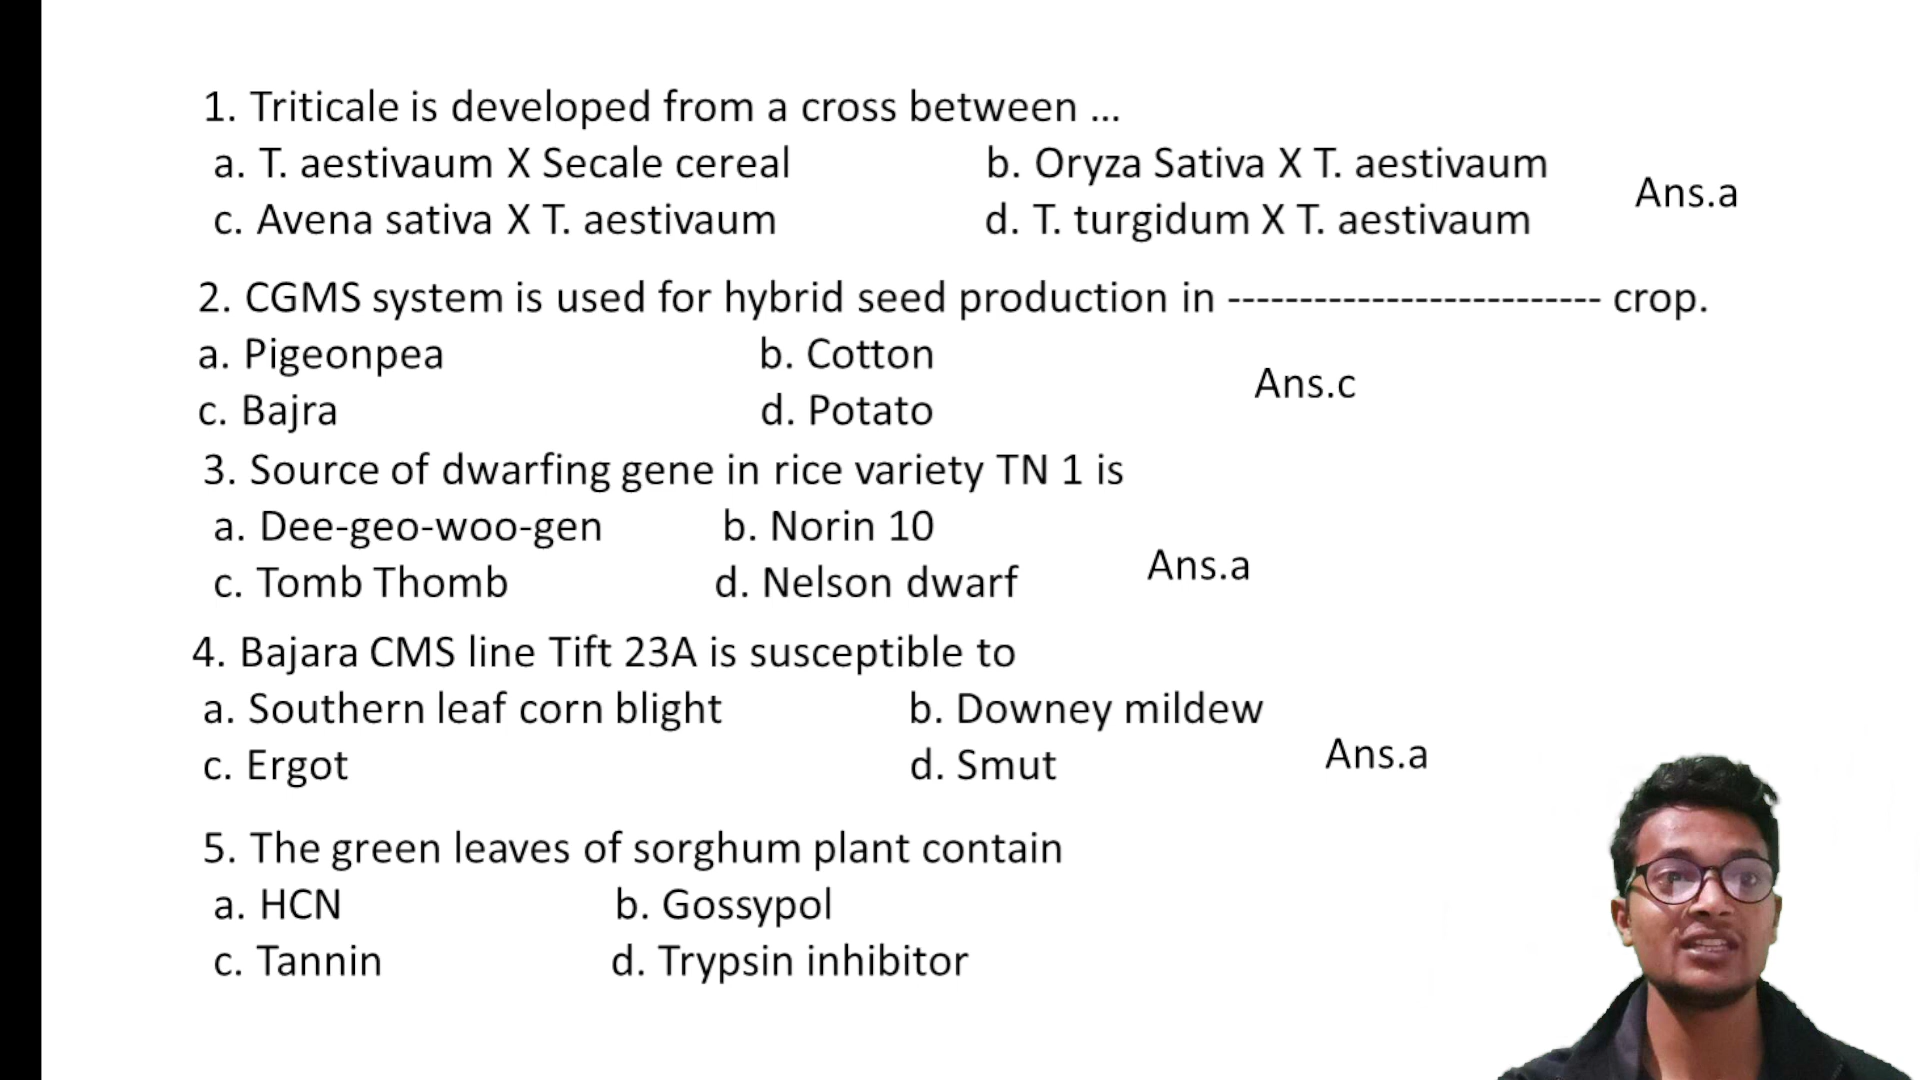 1. Triticale is developed from a cross between ...
a. T. aestivaum X Secale cereal b. Oryza Sativa X T. aestivaum
Ans.a
c. Avena sativa X T. aestivaum d. T. turgidum X T. aestivaum
2. CGMS system is used for hybrid seed production in -------------------------- crop.
a. Pigeonpea b. Cotton
Ans.c
c. Bajra d. Potato
3. Source of dwarfing gene in rice variety TN 1 is
a. Dee-geo-woo-gen b. Norin 10
Ans.a
c. Tomb Thomb d. Nelson dwarf
4. Bajara CMS line Tift 23A is susceptible to
a. Southern leaf corn blight b. Downey mildew
Ans.a
c. Ergot d. Smut
5. The green leaves of sorghum plant contain
a. HCN b. Gossypol
c. Tannin d. Trypsin inhibitor